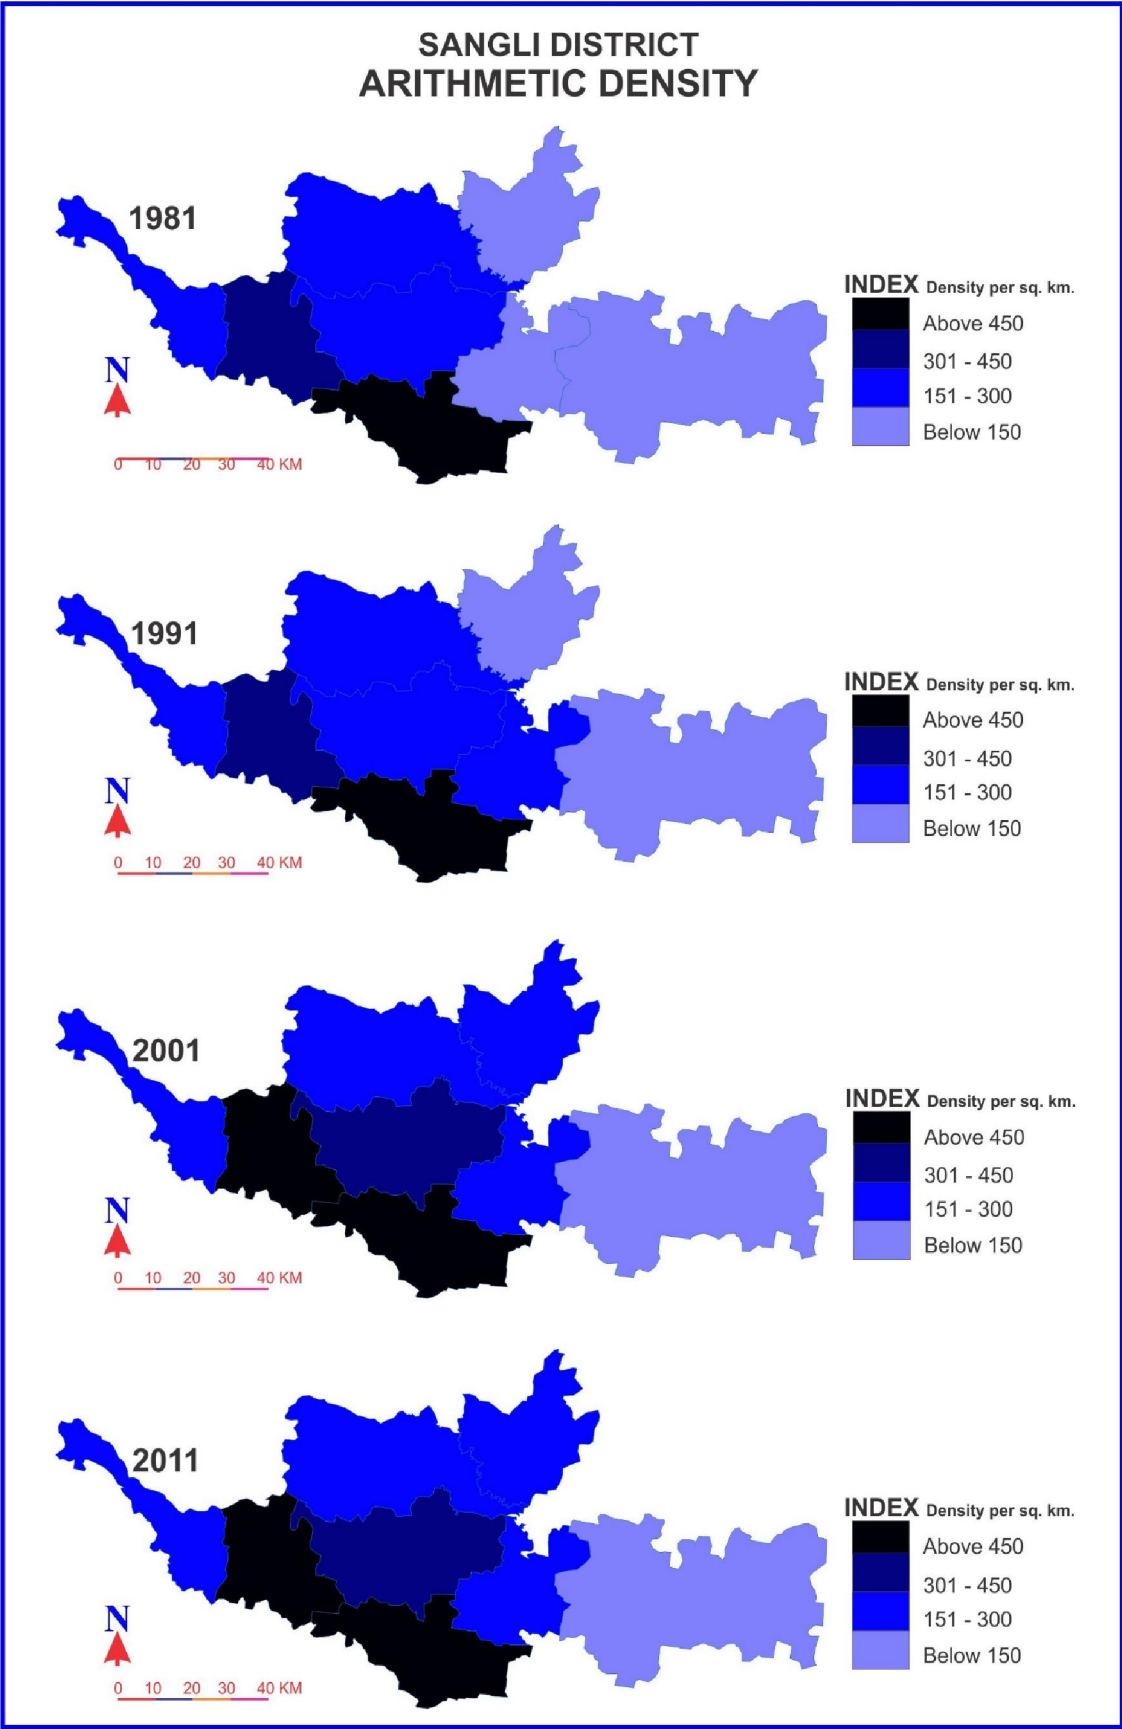 SANGLI DISTRICT
ARITHMETIC DENSITY
1981
INDEX Density per sq. km.
Above 450
301 - 450
151 - 300
Below 150
N
0 10 20 30 40 KM
1991
INDEX Density per sq. km.
Above 450
301 - 450
151 - 300
Below 150
N
0 10 20 30 40 KM
2001
INDEX Density per sq. km.
Above 450
301 - 450
151 - 300
Below 150
N
0 10 20 30 40 KM
2011
INDEX Density per sq. km.
Above 450
301 - 450
151 - 300
Below 150
N
0 10 20 30 40 KM